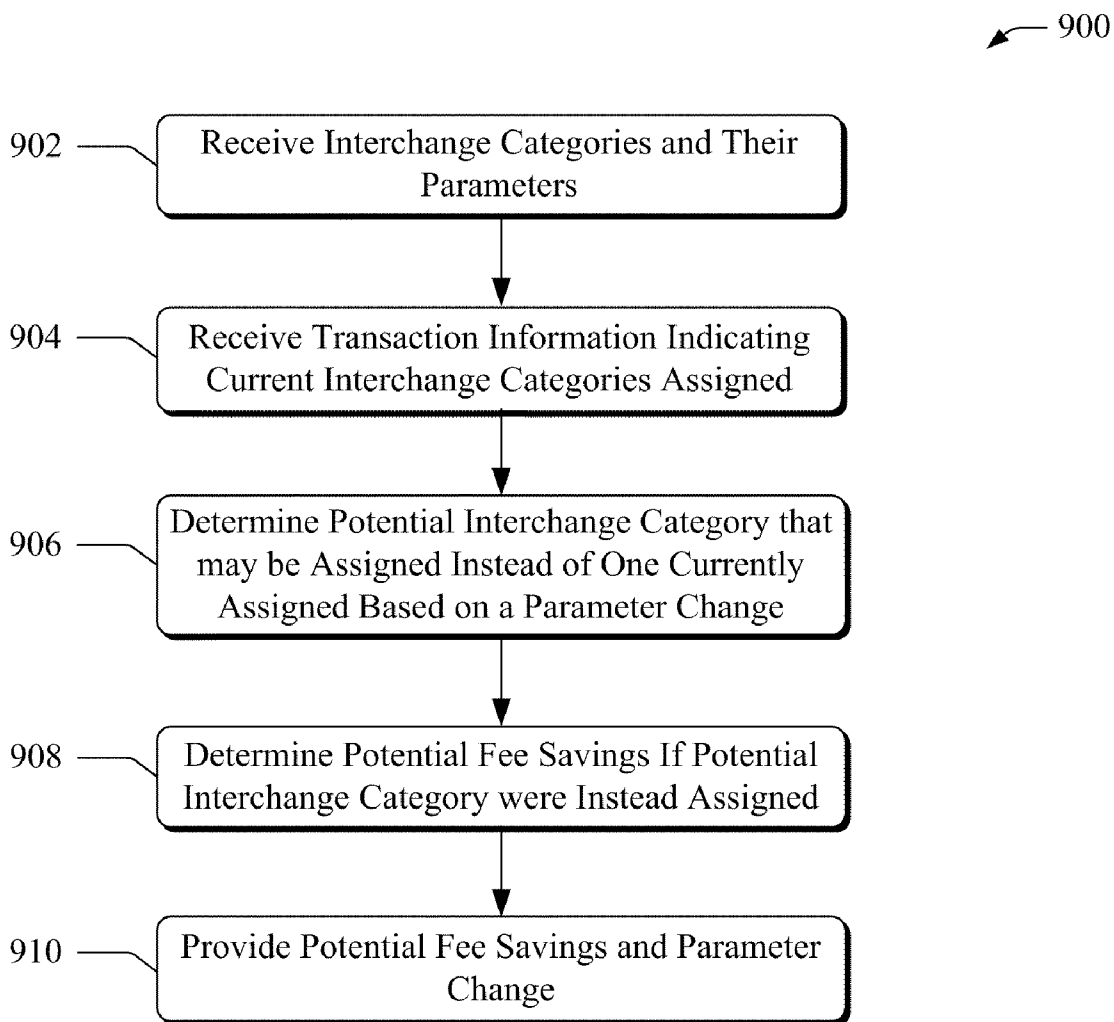 900
902
Receive Interchange Categories and Their
Parameters
904
Receive Transaction Information Indicating
Current Interchange Categories Assigned
906
Determine Potential Interchange Category that
may be Assigned Instead of One Currently
Assigned Based on a Parameter Change
908
Determine Potential Fee Savings If Potential
Interchange Category were Instead Assigned
910
Provide Potential Fee Savings and Parameter
Change